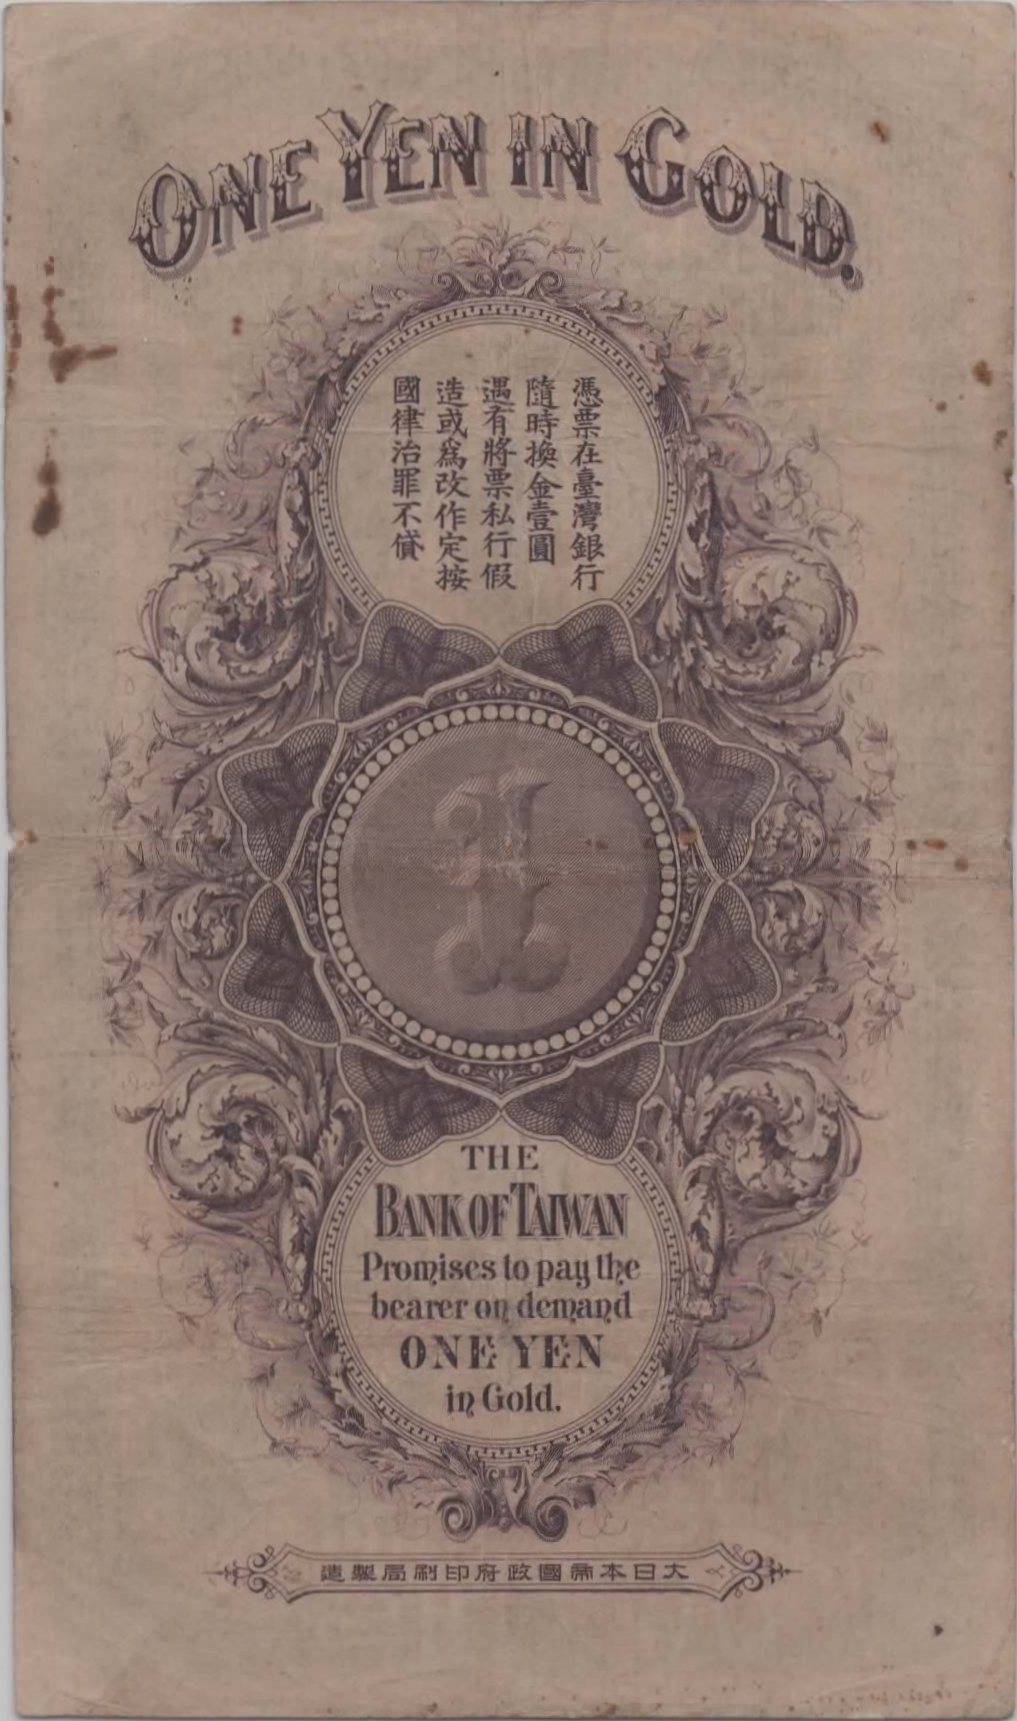 ONE YEN IN GOLD.
憑票在臺灣銀行
隨時換金壹圓
遇有將票私行假
造或爲改作定按
國律治罪不貸
1
THE
BANK OF TAIWAN
Promises to pay the
bearer on demand
ONE YEN
in Gold.
大日本帝國政府印刷局製造